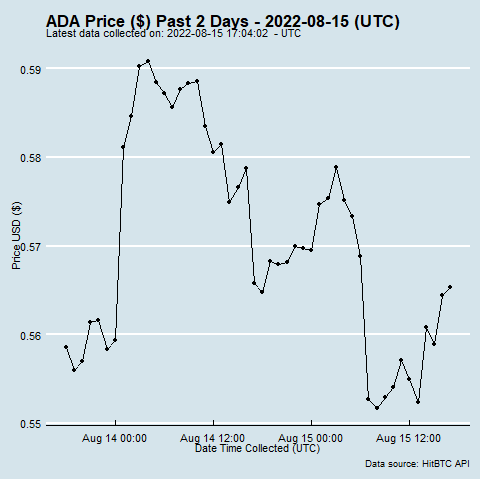 ADA Price ($) Past 2 Days - 2022-08-15 (UTC)
Latest data collected on: 2022-08-15 17:04:02  - UTC
0.59
0.58
0.57
0.56
0.55
Price USD ($)
Aug 14 00:00
Aug 14 12:00
Aug 15 00:00
Aug 15 12:00
Date Time Collected (UTC)
Data source: HitBTC API